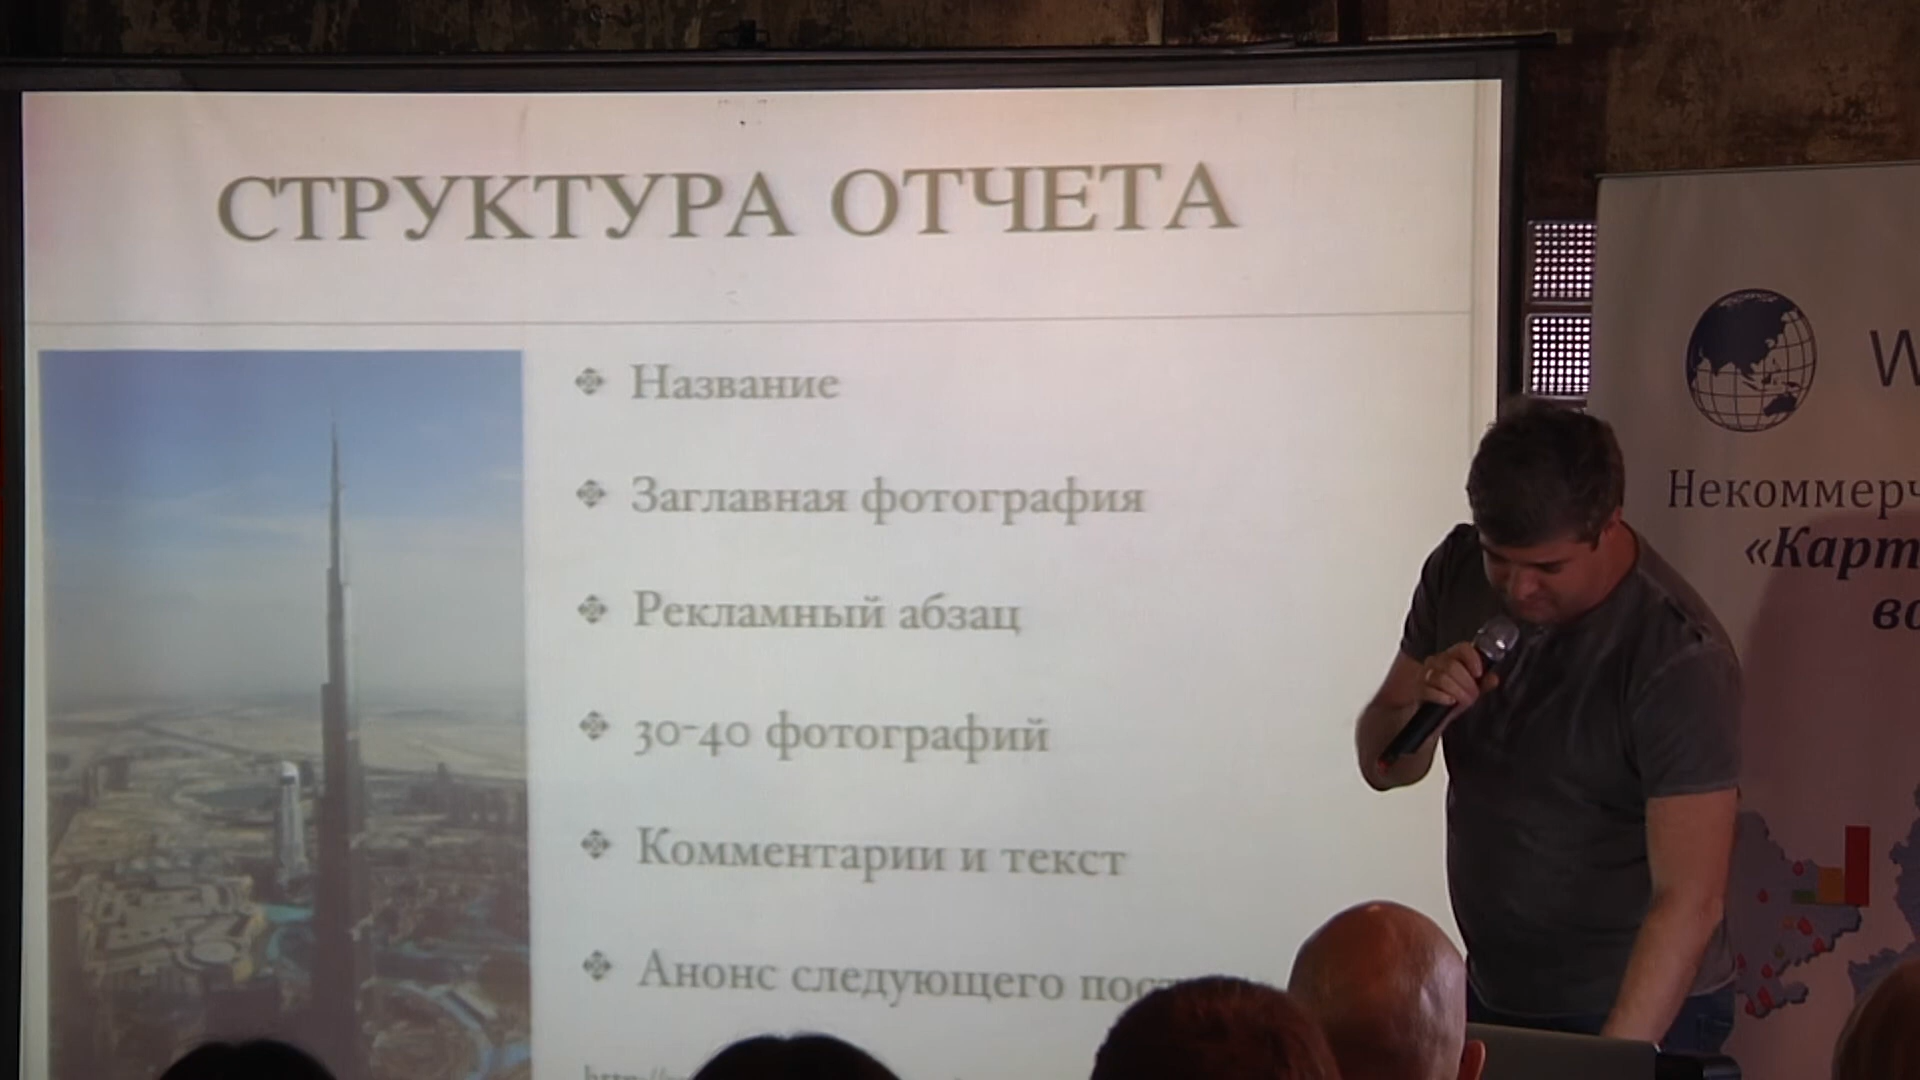 СТРУКТУРА ОТЧЕТА
Название
Заглавная фотография
Рекламный абзац
30-40 фотографий
Комментарии и текст
Анонс следующего
W
Некоммерч
«Карт
во